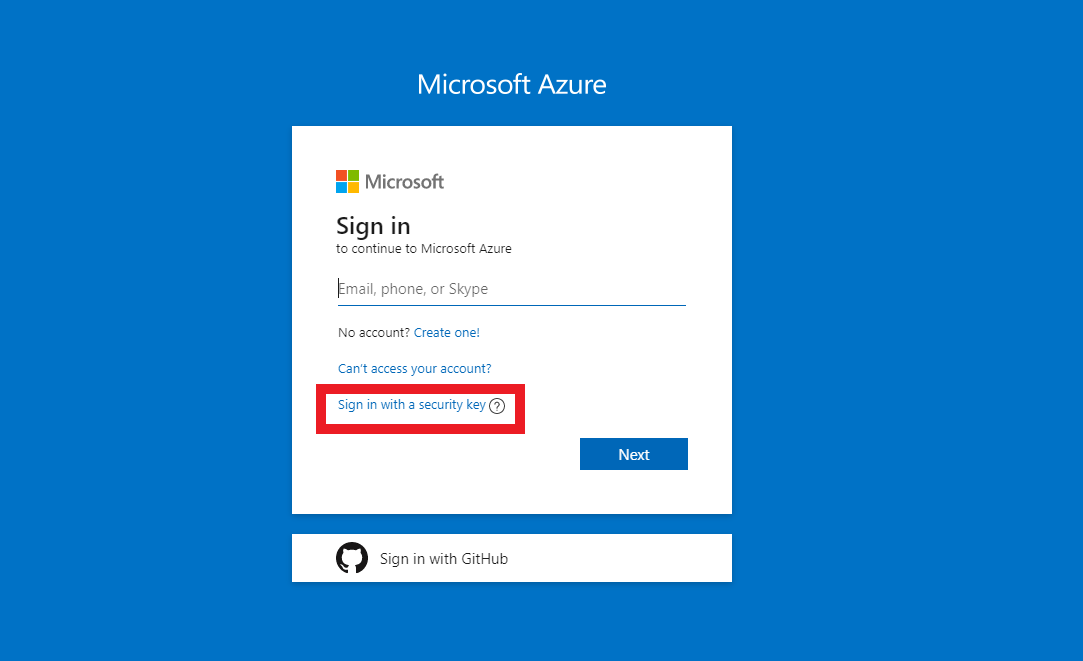 Microsoft Azure
Microsoft
Sign in
to continue to Microsoft Azure
Email, phone, or Skype
No account? Create one!
Can't access your account?
Sign in with a security key ?
Next
Sign in with GitHub